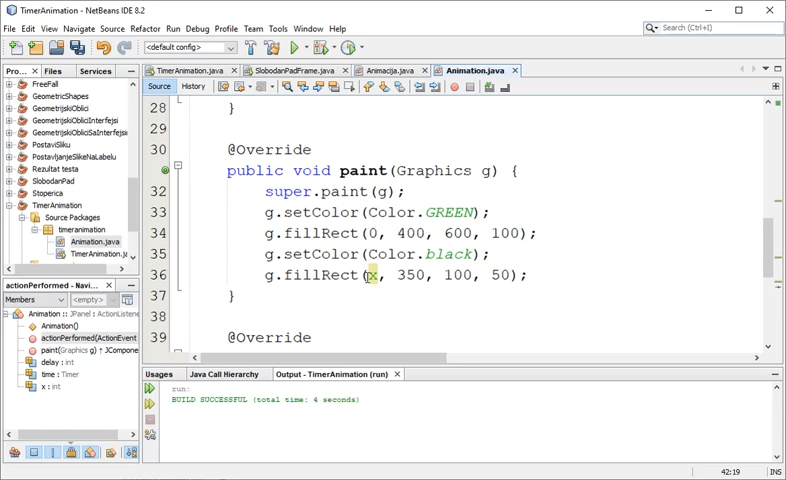 TimerAnimation - NetBeans IDE 8.2
File Edit View Navigate Source Refactor Run Debug Profile Team Tools Window Help
Search (Ctrl+I)
<default config>
Pro... Files Services
TimerAnimation.java SlobodanPadFrame.java Animacija.java Animation.java
Source History
FreeFall
GeometricShapes
GeometrijskiOblici
GeometrijskiObliciInterfejsi
GeometrijskiObliciSaInterfejsi
PostaviSliku
PostavljanjeSlikeNaLabelu
Rezultat testa
SlobodanPad
Stoperica
TimerAnimation
Source Packages
timeranimation
Animation.java
TimerAnimation.j
28 }
29
30 @Override
public void paint(Graphics g) {
32 super.paint(g);
33 g.setColor(Color.GREEN);
34 g.fillRect(0, 400, 600, 100);
35 g.setColor(Color.black);
36 g.fillRect(x, 350, 100, 50);
37 }
38
39 @Override
actionPerformed - Nav...
Members <empty>
Animation :: JPanel : ActionListene
Animation()
actionPerformed(ActionEvent
paint(Graphics g) ↑ JCompone
delay : int
time : Timer
x : int
Usages Java Call Hierarchy Output - TimerAnimation (run)
run:
BUILD SUCCESSFUL (total time: 4 seconds)
42:19 INS